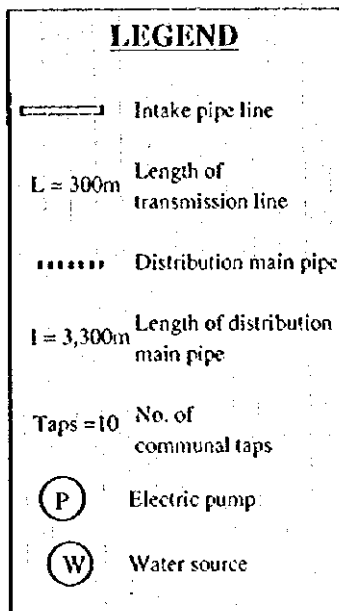 LEGEND
Intake pipe line
L = 300m Length of
transmission line
Distribution main pipe
l = 3,300m Length of distribution
main pipe
Taps =10 No. of
communal taps
P Electric pump
W Water source